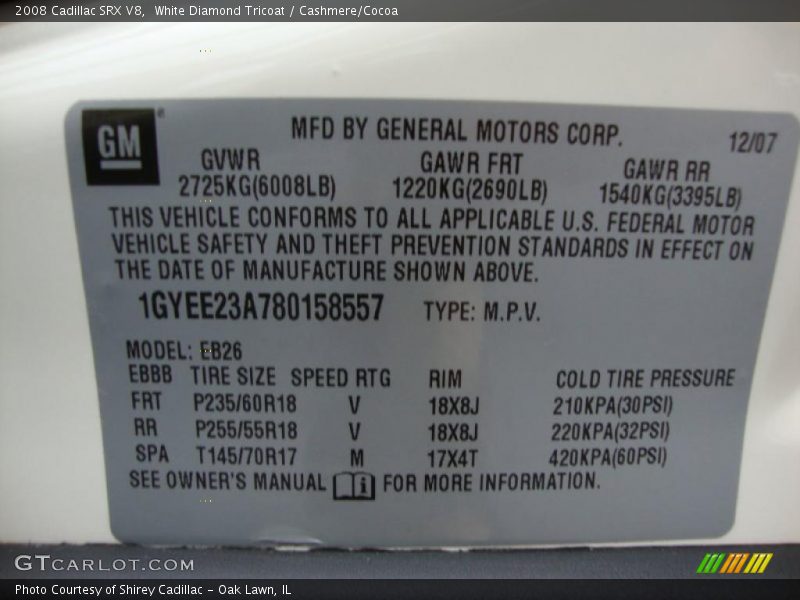 2008 Cadillac SRX V8, White Diamond Tricoat / Cashmere/Cocoa
GM
MFD BY GENERAL MOTORS CORP. 12/07
GVWR GAWR FRT GAWR RR
2725KG(6008LB) 1220KG(2690LB) 1540KG(3395LB)
THIS VEHICLE CONFORMS TO ALL APPLICABLE U.S. FEDERAL MOTOR
VEHICLE SAFETY AND THEFT PREVENTION STANDARDS IN EFFECT ON
THE DATE OF MANUFACTURE SHOWN ABOVE.
1GYEE23A780158557 TYPE: M.P.V.
MODEL: EB26
EBBB TIRE SIZE SPEED RTG RIM COLD TIRE PRESSURE
FRT P235/60R18 V 18X8J 210KPA(30PSI)
RR P255/55R18 V 18X8J 220KPA(32PSI)
SPA T145/70R17 M 17X4T 420KPA(60PSI)
SEE OWNER'S MANUAL i FOR MORE INFORMATION.
GTCARLOT.COM
Photo Courtesy of Shirey Cadillac - Oak Lawn, IL